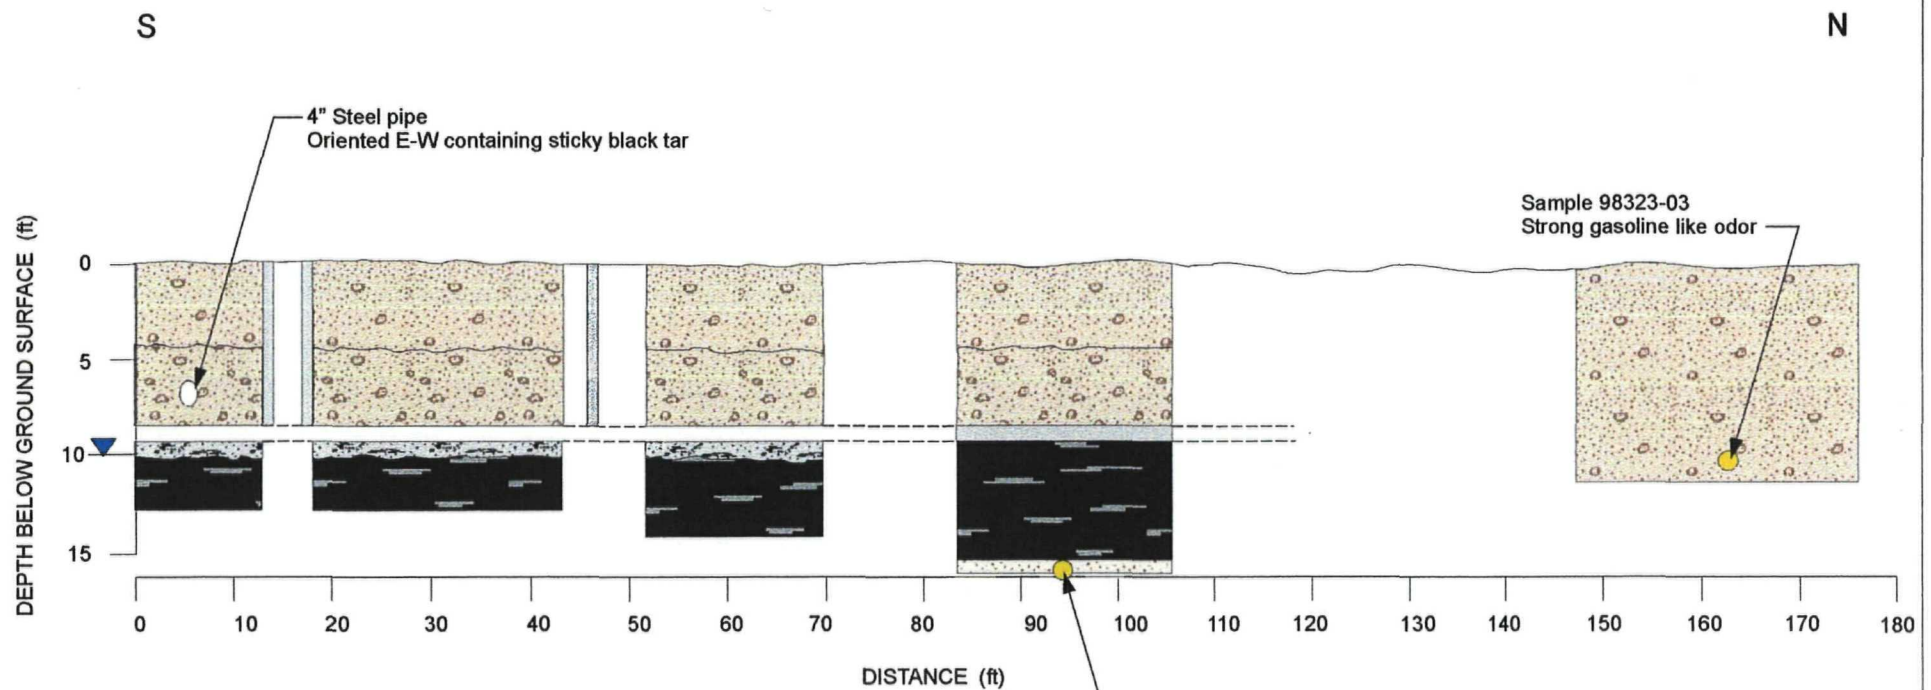 S
N
4" Steel pipe
Oriented E-W containing sticky black tar
Sample 98323-03
Strong gasoline like odor
DEPTH BELOW GROUND SURFACE (ft)
0
5
10
15
0 10 20 30 40 50 60 70 80 90 100 110 120 130 140 150 160 170 180
DISTANCE (ft)